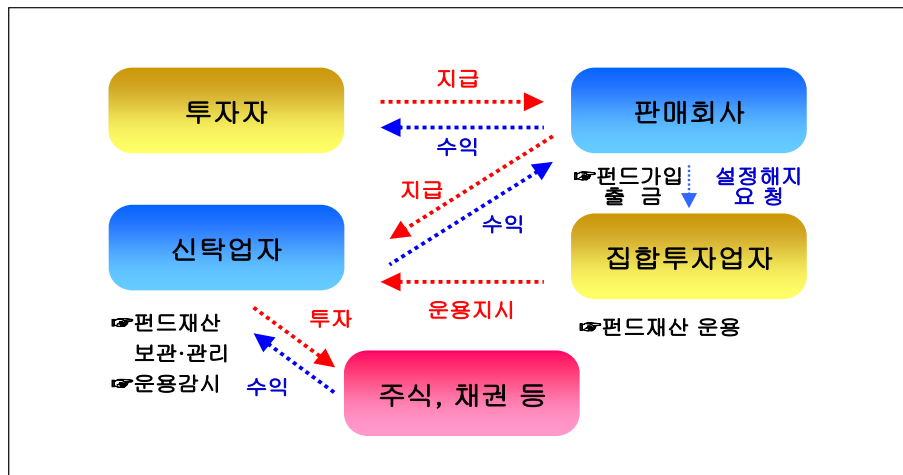 지급
투자자
판매회사
수익
☞펀드가입
출 금
설정해지
요 청
지급
수익
신탁업자
집합투자업자
운용지시
☞펀드재산
보관·관리
☞운용감시
투자
수익
☞펀드재산 운용
주식, 채권 등